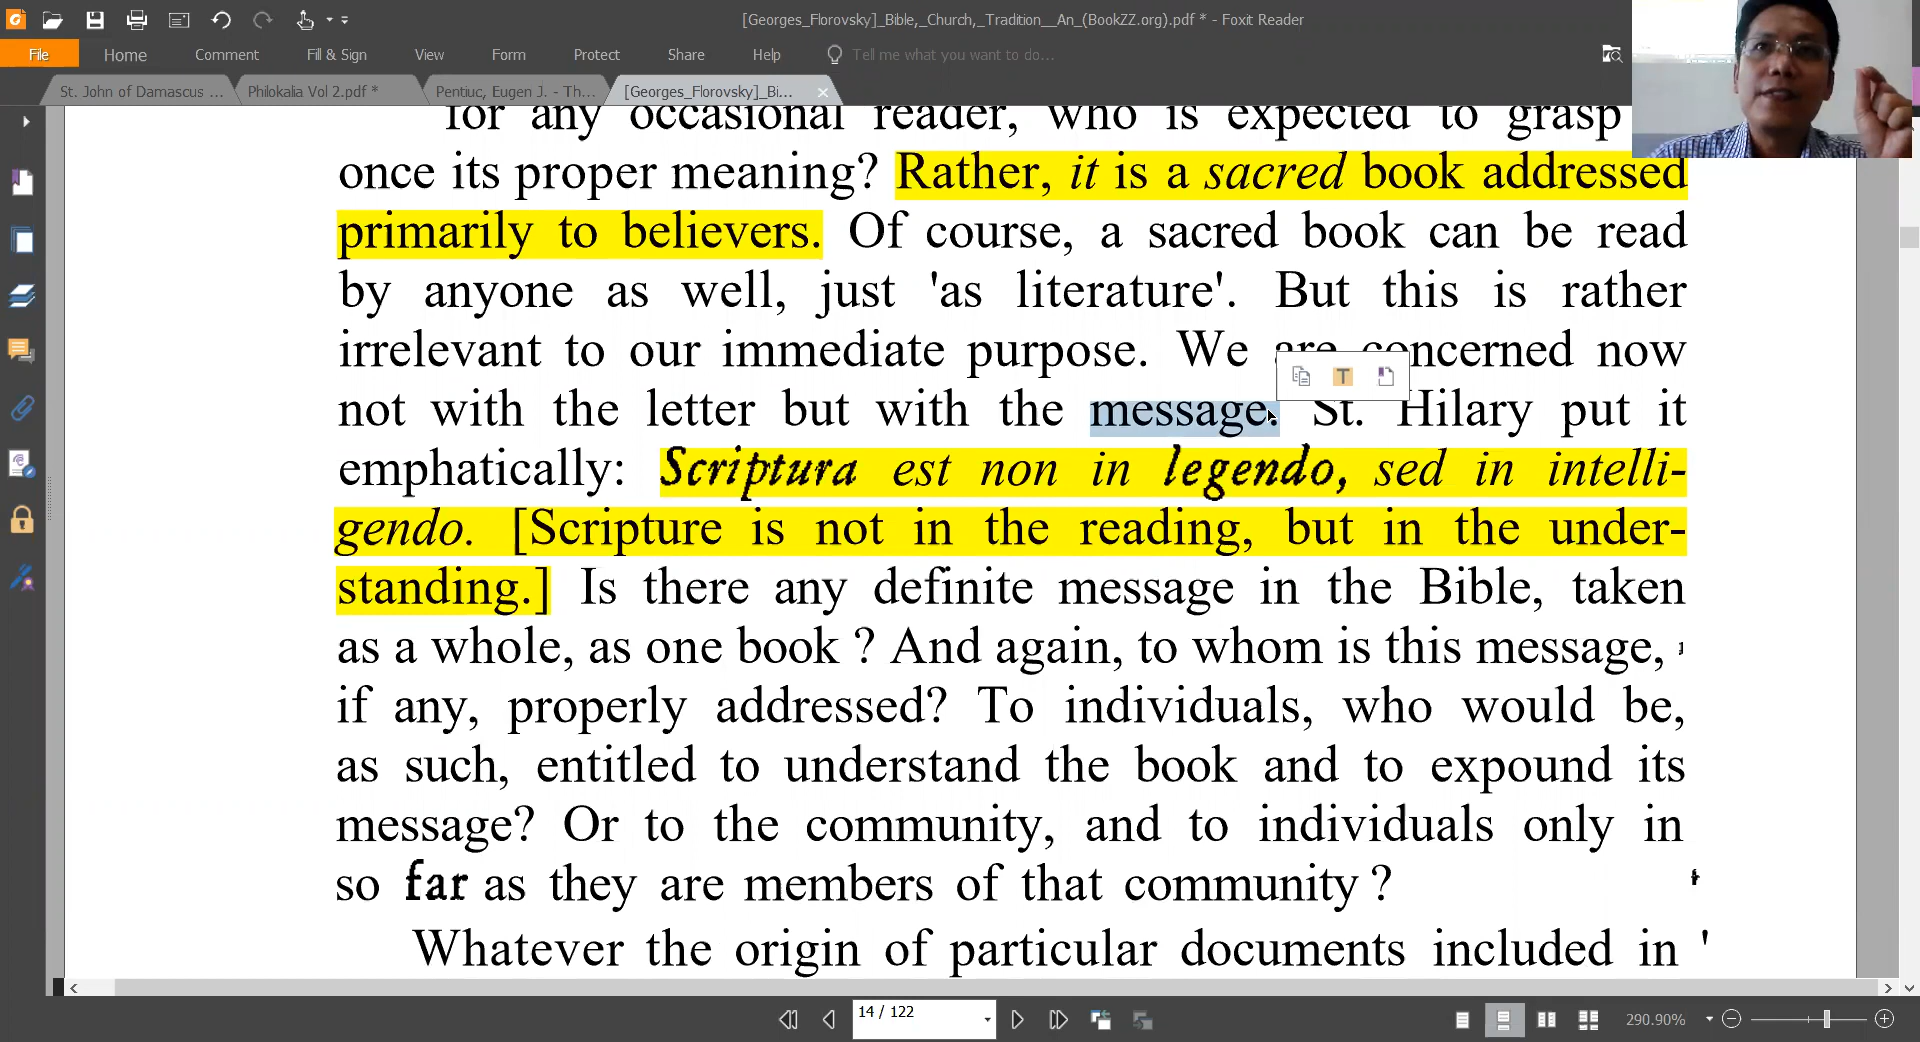 [Georges_Florovsky]_Bible,_Church,_Tradition__An_(BookZZ.org).pdf * - Foxit Reader
File Home Comment Fill & Sign View Form Protect Share Help Tell me what you want to do...
St. John of Damascus ... Philokalia Vol 2.pdf * Pentiuc, Eugen J. - Th... [Georges_Florovsky]_Bi...
for any occasional reader, who is expected to grasp
once its proper meaning? Rather, it is a sacred book addressed
primarily to believers. Of course, a sacred book can be read
by anyone as well, just 'as literature'. But this is rather
irrelevant to our immediate purpose. We are concerned now
not with the letter but with the message. St. Hilary put it
emphatically: Scriptura est non in legendo, sed in intelli-
gendo. [Scripture is not in the reading, but in the under-
standing.] Is there any definite message in the Bible, taken
as a whole, as one book ? And again, to whom is this message,
if any, properly addressed? To individuals, who would be,
as such, entitled to understand the book and to expound its
message? Or to the community, and to individuals only in
so far as they are members of that community ?
Whatever the origin of particular documents included in '
14 / 122
290.90%